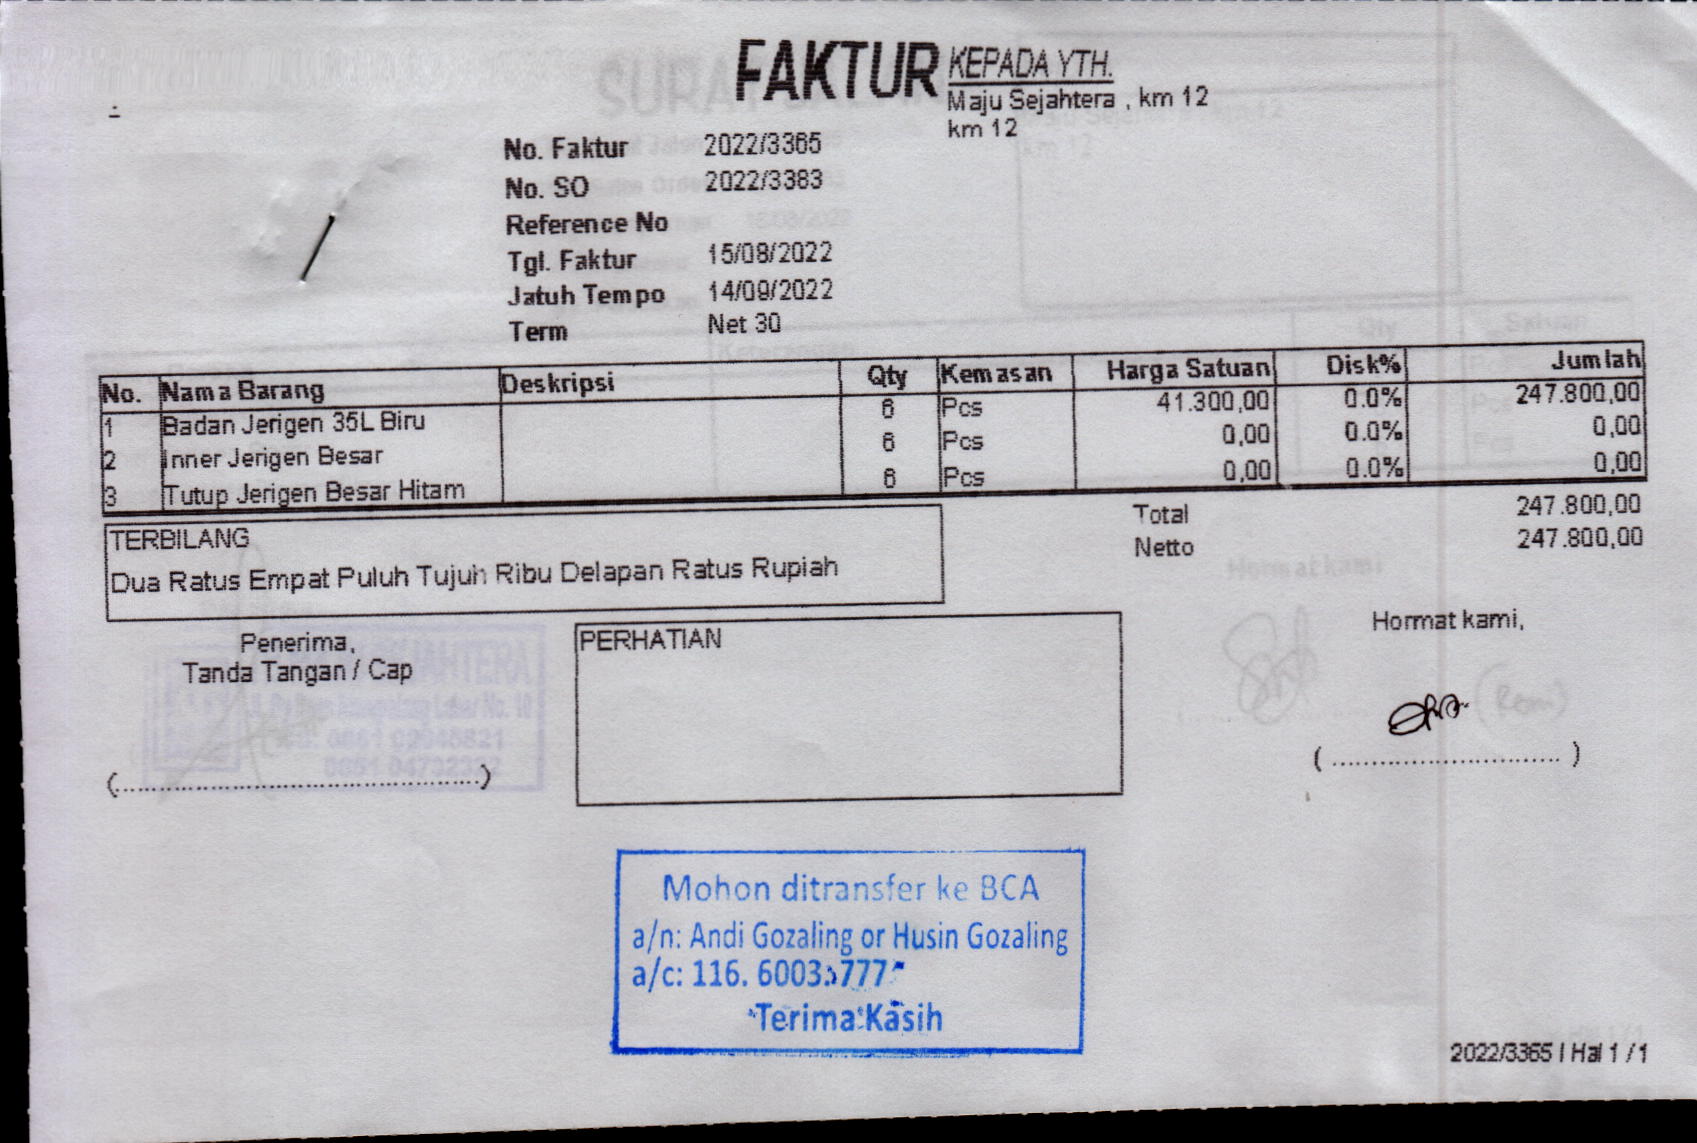 FAKTUR
KEPADA YTH.
Maju Sejahtera , km 12
km 12
No. Faktur 2022/3365
No. SO 2022/3383
Reference No
Tgl. Faktur 15/08/2022
Jatuh Tempo 14/09/2022
Term Net 30
No. Nama Barang Deskripsi Qty Kemasan Harga Satuan Disk% Jumlah
1 Badan Jerigen 35L Biru 6 Pcs 41.300,00 0.0% 247.800,00
2 Inner Jerigen Besar 6 Pcs 0,00 0.0% 0,00
3 Tutup Jerigen Besar Hitam 6 Pcs 0,00 0.0% 0,00
Total 247.800,00
Netto 247.800,00
TERBILANG
Dua Ratus Empat Puluh Tujuh Ribu Delapan Ratus Rupiah
Penerima,
Tanda Tangan / Cap
(...............................................)
PERHATIAN
Hormat kami,
(Romi)
( ............................ )
Mohon ditransfer ke BCA
a/n: Andi Gozaling or Husin Gozaling
a/c: 116. 6003. 777
Terima Kasih
2022/3365 | Hal 1 / 1